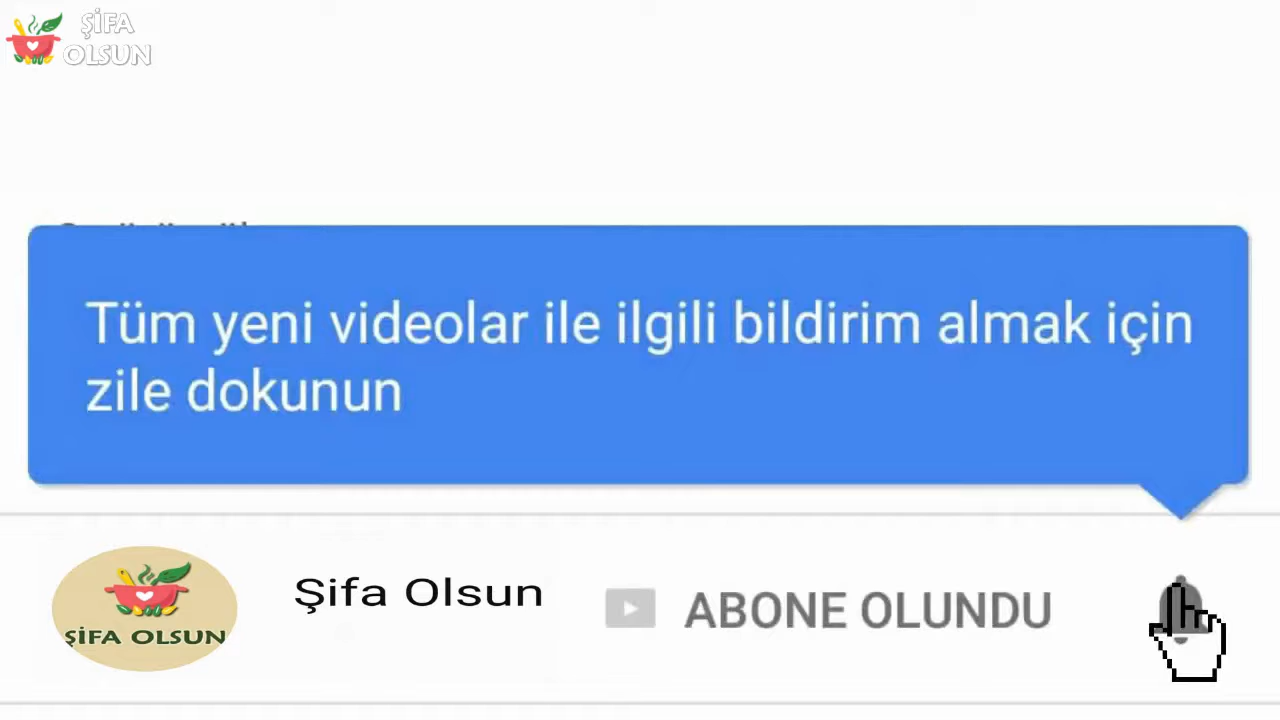 ŞİFA
OLSUN
Tüm yeni videolar ile ilgili bildirim almak için
zile dokunun
Şifa Olsun
ABONE OLUNDU
ŞİFA OLSUN